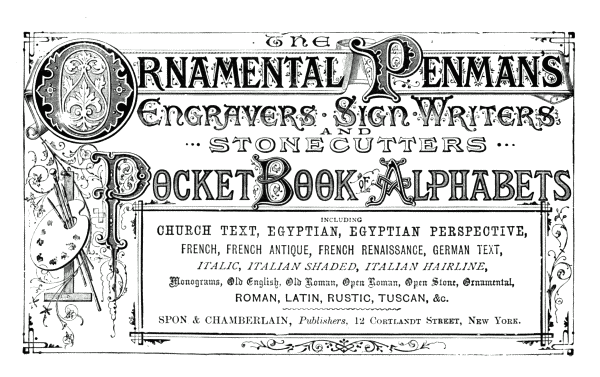 THE
ORNAMENTAL PENMAN'S
ENGRAVERS · SIGN · WRITERS,
AND
··· STONECUTTERS ···
POCKET BOOK OF ALPHABETS
INCLUDING
CHURCH TEXT, EGYPTIAN, EGYPTIAN PERSPECTIVE,
FRENCH, FRENCH ANTIQUE, FRENCH RENAISSANCE, GERMAN TEXT,
ITALIC, ITALIAN SHADED, ITALIAN HAIRLINE,
Monograms, Old English, Old Roman, Open Roman, Open Stone, Ornamental,
ROMAN, LATIN, RUSTIC, TUSCAN, &c.
SPON & CHAMBERLAIN, Publishers, 12 CORTLANDT STREET, NEW YORK.